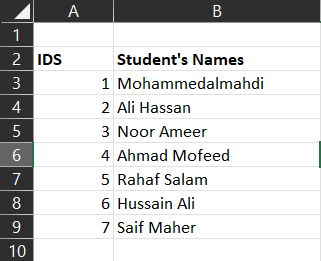 A B
1
2 IDS Student's Names
3 1 Mohammedalmahdi
4 2 Ali Hassan
5 3 Noor Ameer
6 4 Ahmad Mofeed
7 5 Rahaf Salam
8 6 Hussain Ali
9 7 Saif Maher
10